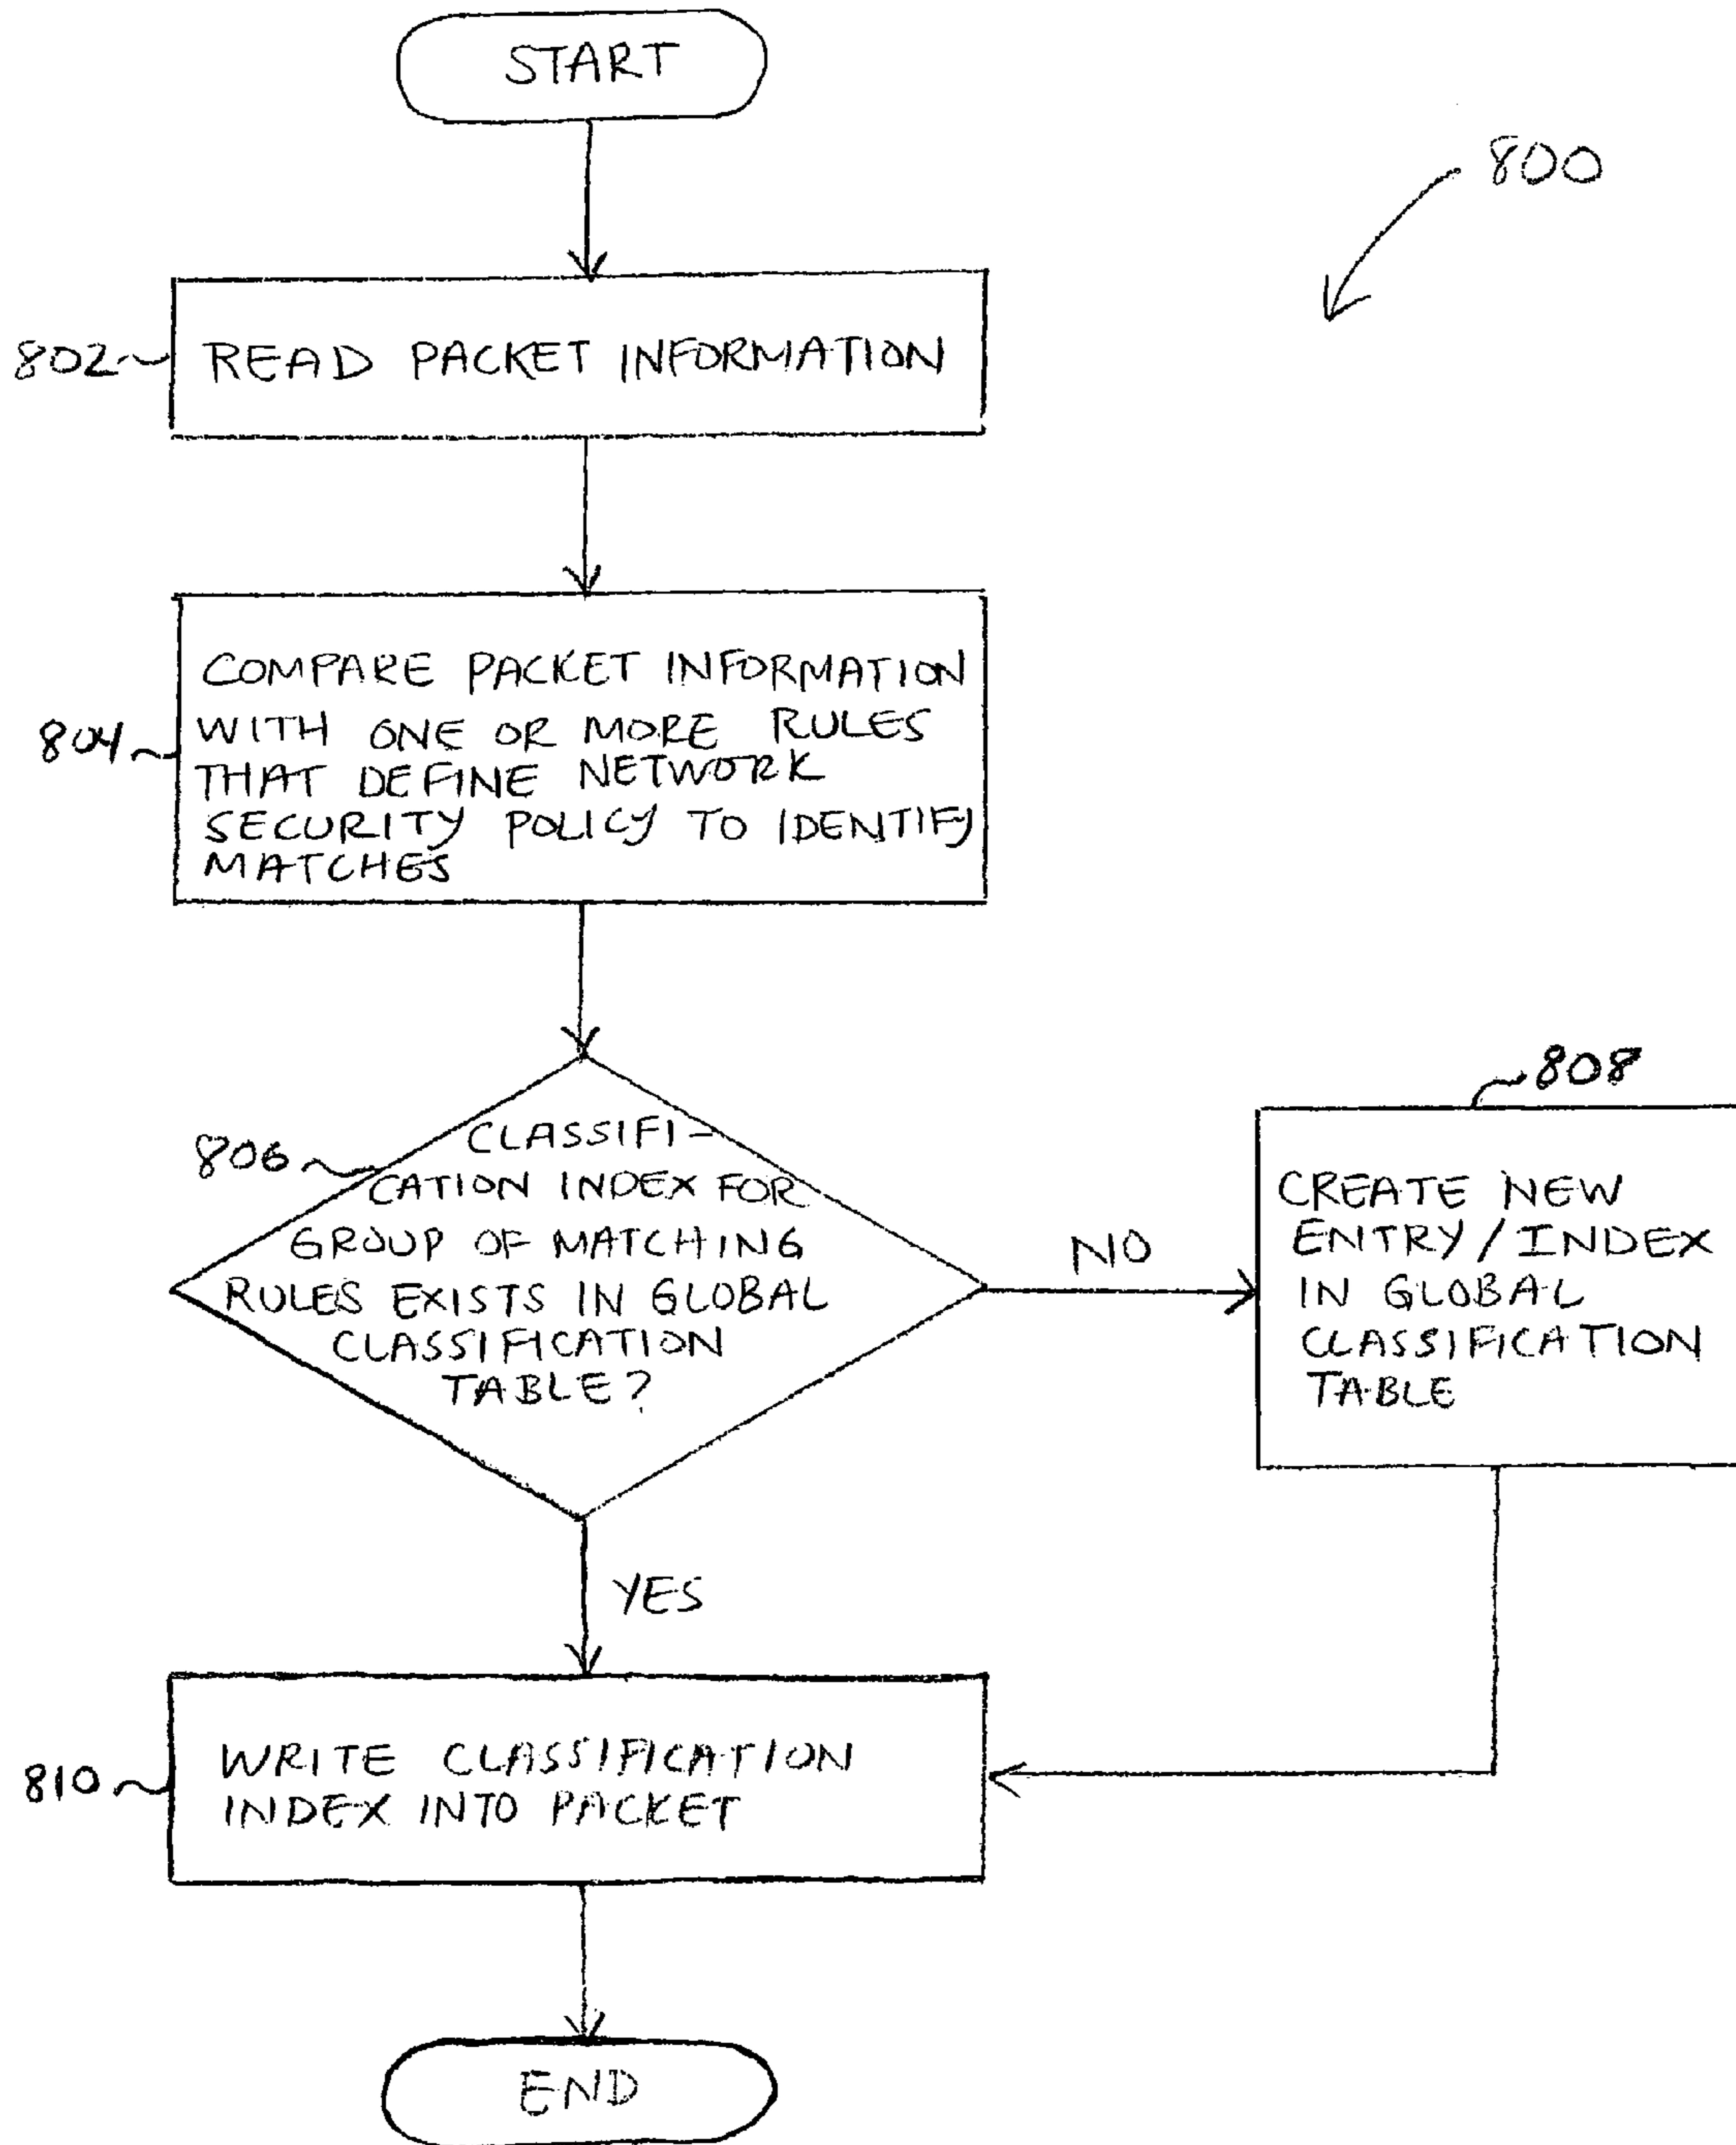 START
800
802
READ PACKET INFORMATION
804
COMPARE PACKET INFORMATION
WITH ONE OR MORE RULES
THAT DEFINE NETWORK
SECURITY POLICY TO IDENTIFY
MATCHES
806
CLASSIFI-
CATION INDEX FOR
GROUP OF MATCHING
RULES EXISTS IN GLOBAL
CLASSIFICATION
TABLE?
NO
808
CREATE NEW
ENTRY/INDEX
IN GLOBAL
CLASSIFICATION
TABLE
YES
810
WRITE CLASSIFICATION
INDEX INTO PACKET
END